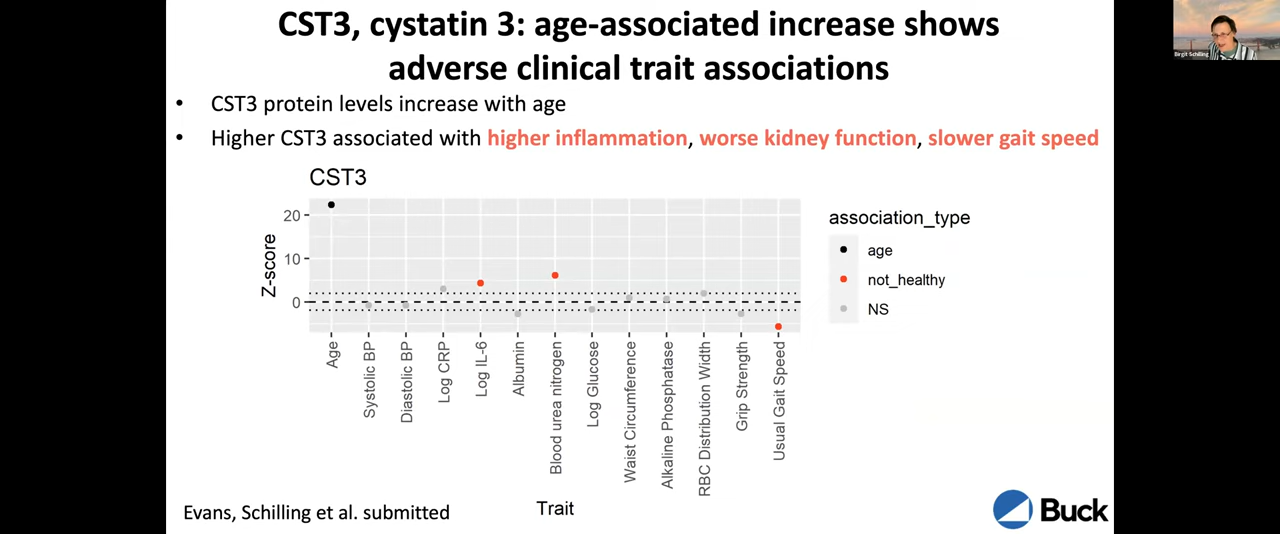 CST3, cystatin 3: age-associated increase shows
adverse clinical trait associations
• CST3 protein levels increase with age
• Higher CST3 associated with higher inflammation, worse kidney function, slower gait speed
CST3
Z-score
20
10
0
Age
Systolic BP
Diastolic BP
Log CRP
Log IL-6
Albumin
Blood urea nitrogen
Log Glucose
Waist Circumference
Alkaline Phosphatase
RBC Distribution Width
Grip Strength
Usual Gait Speed
Trait
association_type
age
not_healthy
NS
Evans, Schilling et al. submitted
Buck
Birgit Schilling